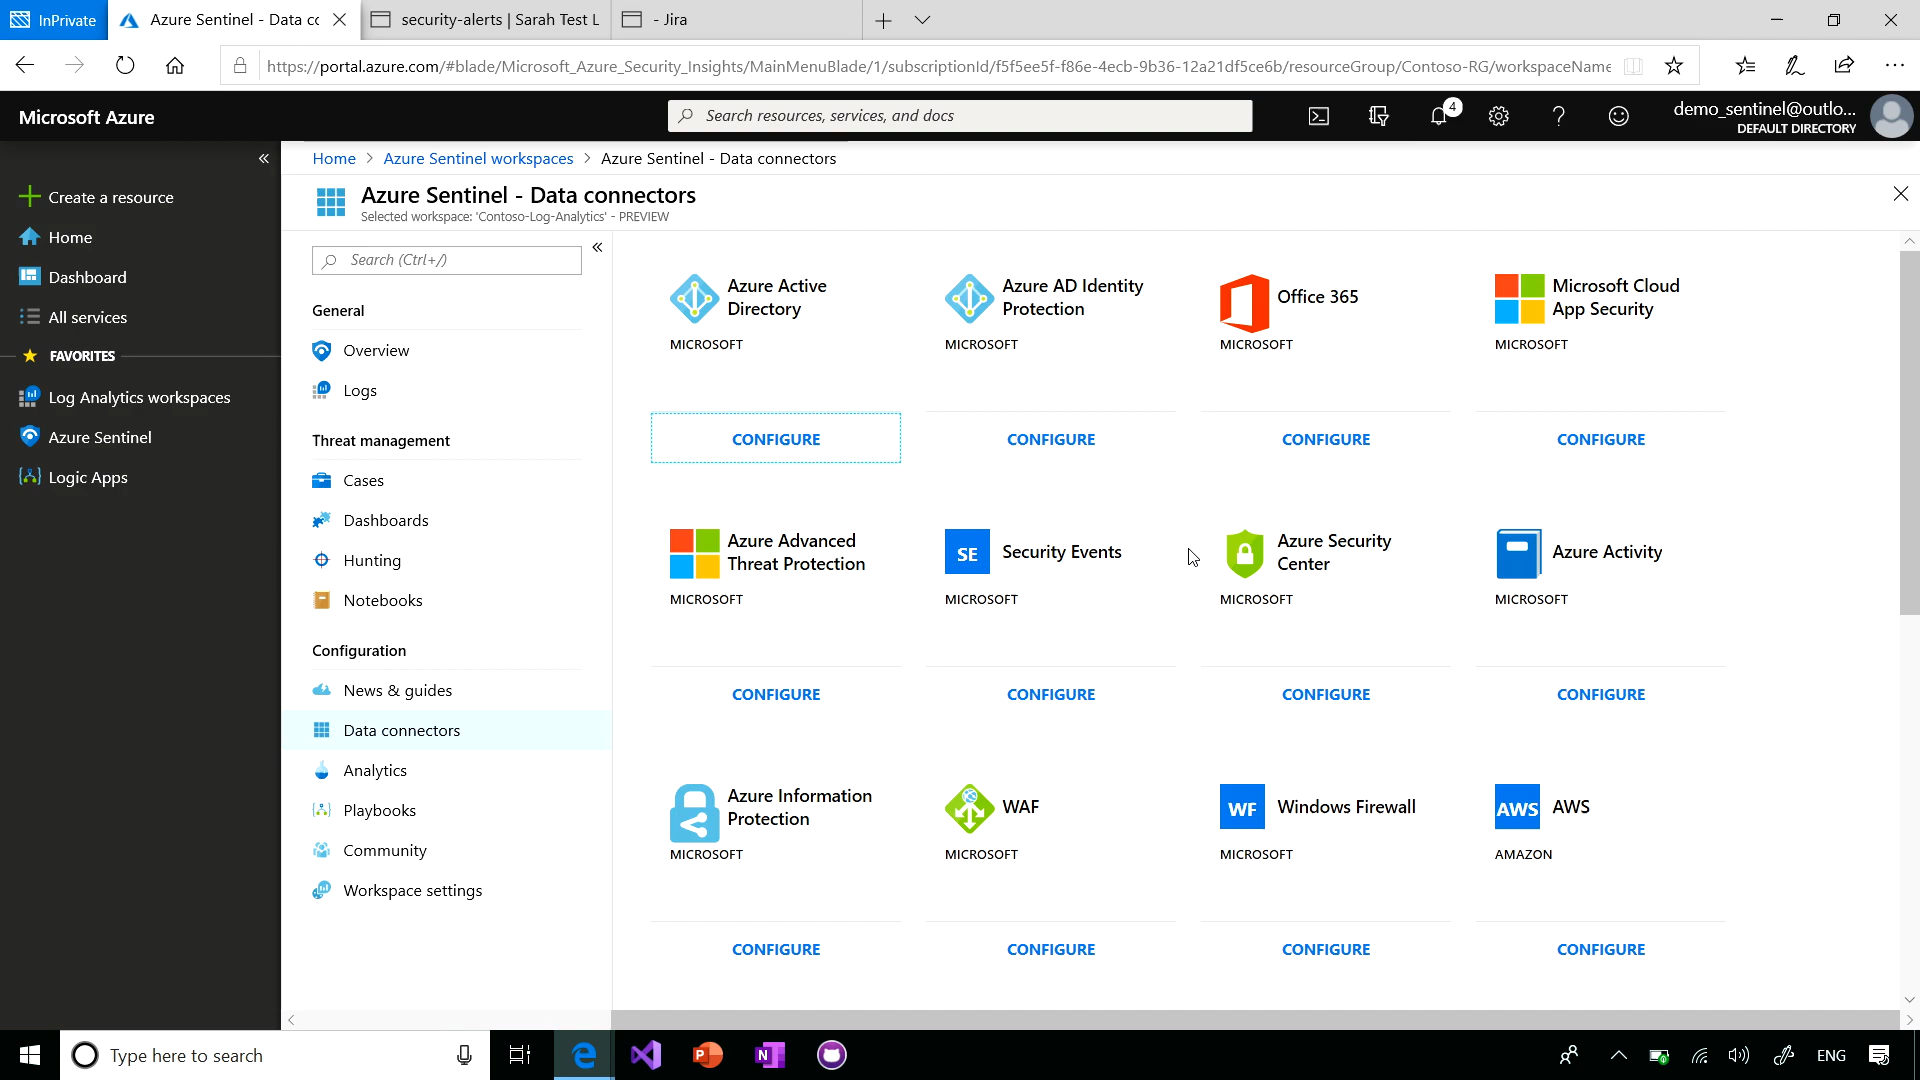 InPrivate
Azure Sentinel - Data cc
security-alerts | Sarah Test L
- Jira
https://portal.azure.com/#blade/Microsoft_Azure_Security_Insights/MainMenuBlade/1/subscriptionId/f5f5ee5f-f86e-4ecb-9b36-12a21df5ce6b/resourceGroup/Contoso-RG/workspaceName
Microsoft Azure
Search resources, services, and docs
4
demo_sentinel@outlo...
DEFAULT DIRECTORY
Create a resource
Home
Dashboard
All services
FAVORITES
Log Analytics workspaces
Azure Sentinel
Logic Apps
Home > Azure Sentinel workspaces > Azure Sentinel - Data connectors
Azure Sentinel - Data connectors
Selected workspace: 'Contoso-Log-Analytics' - PREVIEW
Search (Ctrl+/)
General
Overview
Logs
Threat management
Cases
Dashboards
Hunting
Notebooks
Configuration
News & guides
Data connectors
Analytics
Playbooks
Community
Workspace settings
Azure Active
Directory
MICROSOFT
CONFIGURE
Azure AD Identity
Protection
MICROSOFT
CONFIGURE
Office 365
MICROSOFT
CONFIGURE
Microsoft Cloud
App Security
MICROSOFT
CONFIGURE
Azure Advanced
Threat Protection
MICROSOFT
CONFIGURE
SE
Security Events
MICROSOFT
CONFIGURE
Azure Security
Center
MICROSOFT
CONFIGURE
Azure Activity
MICROSOFT
CONFIGURE
Azure Information
Protection
MICROSOFT
CONFIGURE
WAF
MICROSOFT
CONFIGURE
WF
Windows Firewall
MICROSOFT
CONFIGURE
AWS
AWS
AMAZON
CONFIGURE
Type here to search
ENG